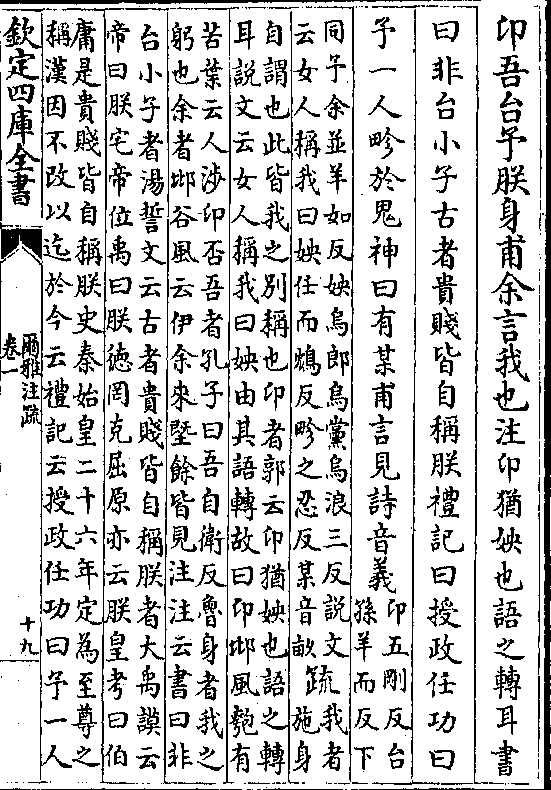 卬吾台予朕身甫余言我也注卬猶姎也語之轉耳書
曰非台小子古者貴賤皆自稱朕禮記曰授政任功曰
予一人畛於鬼神曰有某甫言見詩音義
卬五剛反台
孫羊而反下
同予余並羊如反姎烏郎烏黨烏浪三反說文
云女人稱我曰姎任而鴆反畛之忍反某音畝
疏
我者
施身
自謂也此皆我之別稱也卬者郭云卬猶姎也語之轉
耳說文云女人稱我曰姎由其語轉故曰卬邶風匏有
苦葉云人涉卬否吾者孔子曰吾自衛反魯身者我之
躬也余者邶谷風云伊余來塈餘皆見注注云書曰非
台小子者湯誓文云古者貴賤皆自稱朕者大禹謨云
帝曰朕宅帝位禹曰朕德罔克屈原亦云朕皇考曰伯
庸是貴賤皆自稱朕史秦始皇二十六年定為至尊之
稱漢因不改以迄於今云禮記云授政任功曰予一人
欽定四庫全書
爾雅注疏
卷一
十九